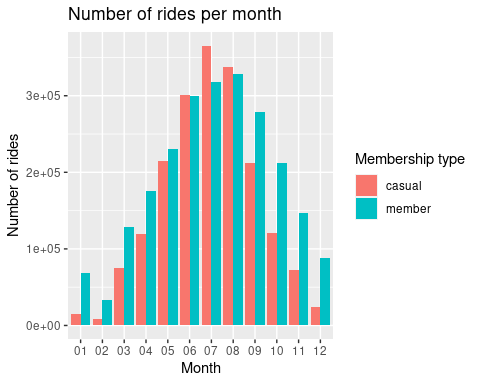 Number of rides per month
Number of rides
3e+05
2e+05
1e+05
0e+00
01 02 03 04 05 06 07 08 09 10 11 12
Month
Membership type
casual
member